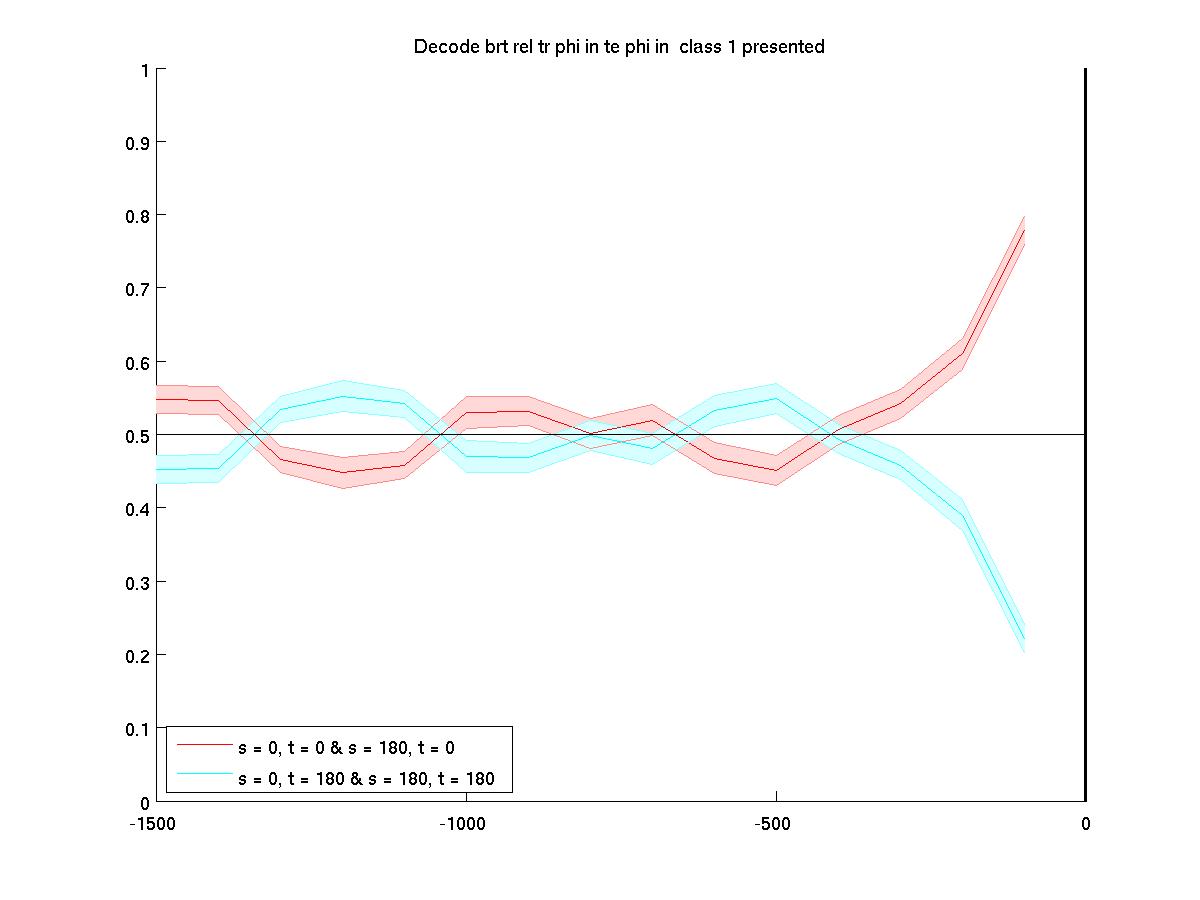 Decode brt rel tr phi in te phi in  class 1 presented
1
0.9
0.8
0.7
0.6
0.5
0.4
0.3
0.2
0.1
0
s = 0, t = 0 & s = 180, t = 0
s = 0, t = 180 & s = 180, t = 180
-1500 -1000 -500 0